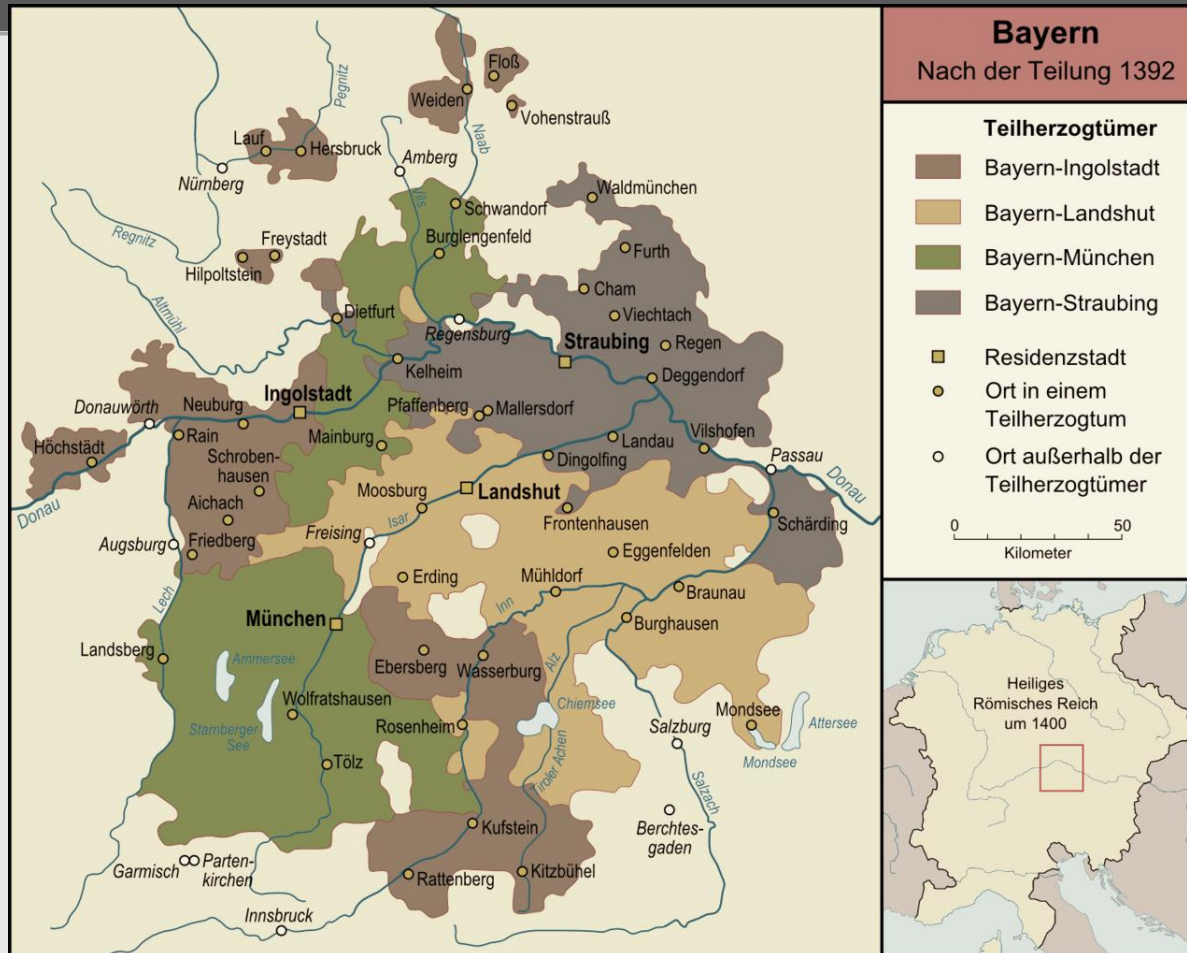 Bayern
Nach der Teilung 1392
Teilherzogtümer
Bayern-Ingolstadt
Bayern-Landshut
Bayern-München
Bayern-Straubing
Residenzstadt
Ort in einem
Teilherzogtum
Ort außerhalb der
Teilherzogtümer
0 50
Kilometer
Heiliges
Römisches Reich
um 1400
Floß
Weiden
Vohenstrauß
Pegnitz
Naab
Lauf
Hersbruck
Nürnberg
Amberg
Vils
Waldmünchen
Schwandorf
Regnitz
Freystadt
Hilpoltstein
Burglengenfeld
Furth
Altmühl
Cham
Dietfurt
Viechtach
Regensburg
Straubing
Regen
Kelheim
Deggendorf
Ingolstadt
Donauwörth
Neuburg
Pfaffenberg
Mallersdorf
Rain
Mainburg
Landau
Vilshofen
Höchstädt
Schroben-
hausen
Dingolfing
Passau
Donau
Donau
Aichach
Moosburg
Landshut
Isar
Frontenhausen
Schärding
Augsburg
Friedberg
Freising
Eggenfelden
Erding
Mühldorf
Inn
Braunau
Lech
München
Burghausen
Landsberg
Ammersee
Ebersberg
Wasserburg
Alz
Wolfratshausen
Chiemsee
Starnberger
See
Rosenheim
Salzburg
Mondsee
Attersee
Mondsee
Tölz
Tiroler Achen
Salzach
Kufstein
Berchtes-
gaden
Garmisch
Parten-
kirchen
Rattenberg
Kitzbühel
Innsbruck